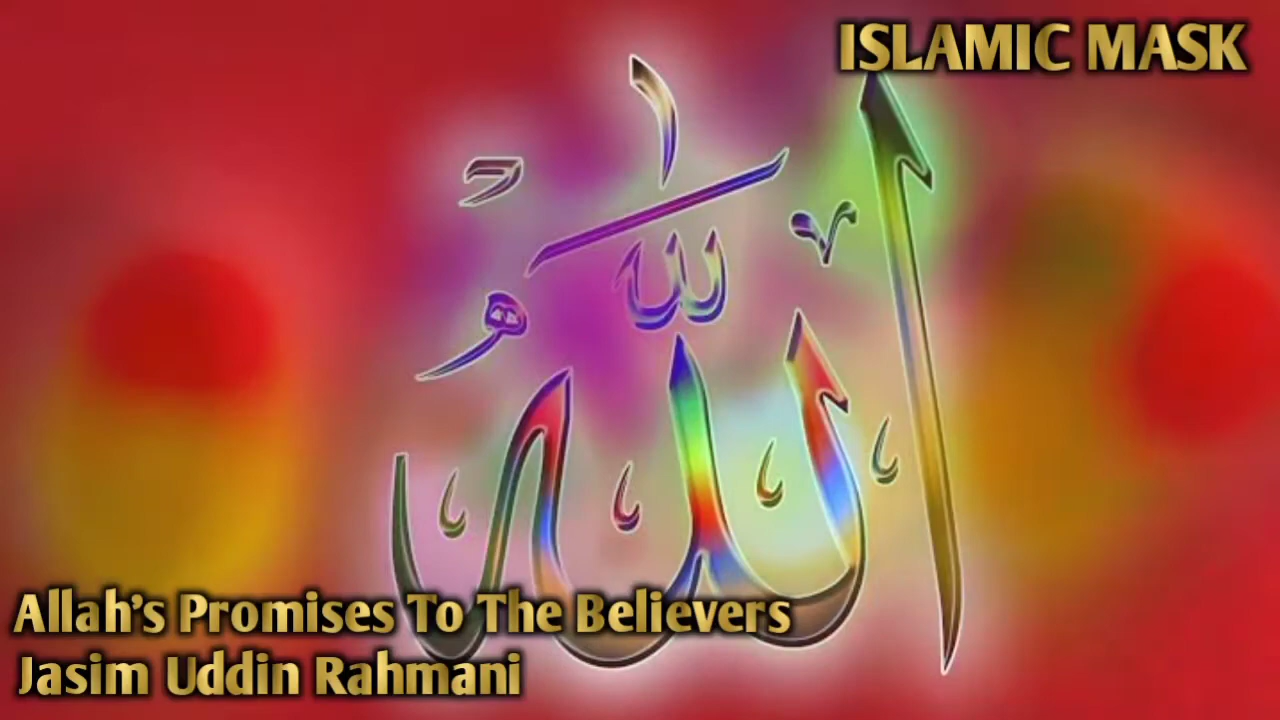 ISLAMIC MASK
الله
Allah's Promises To The Believers
Jasim Uddin Rahmani